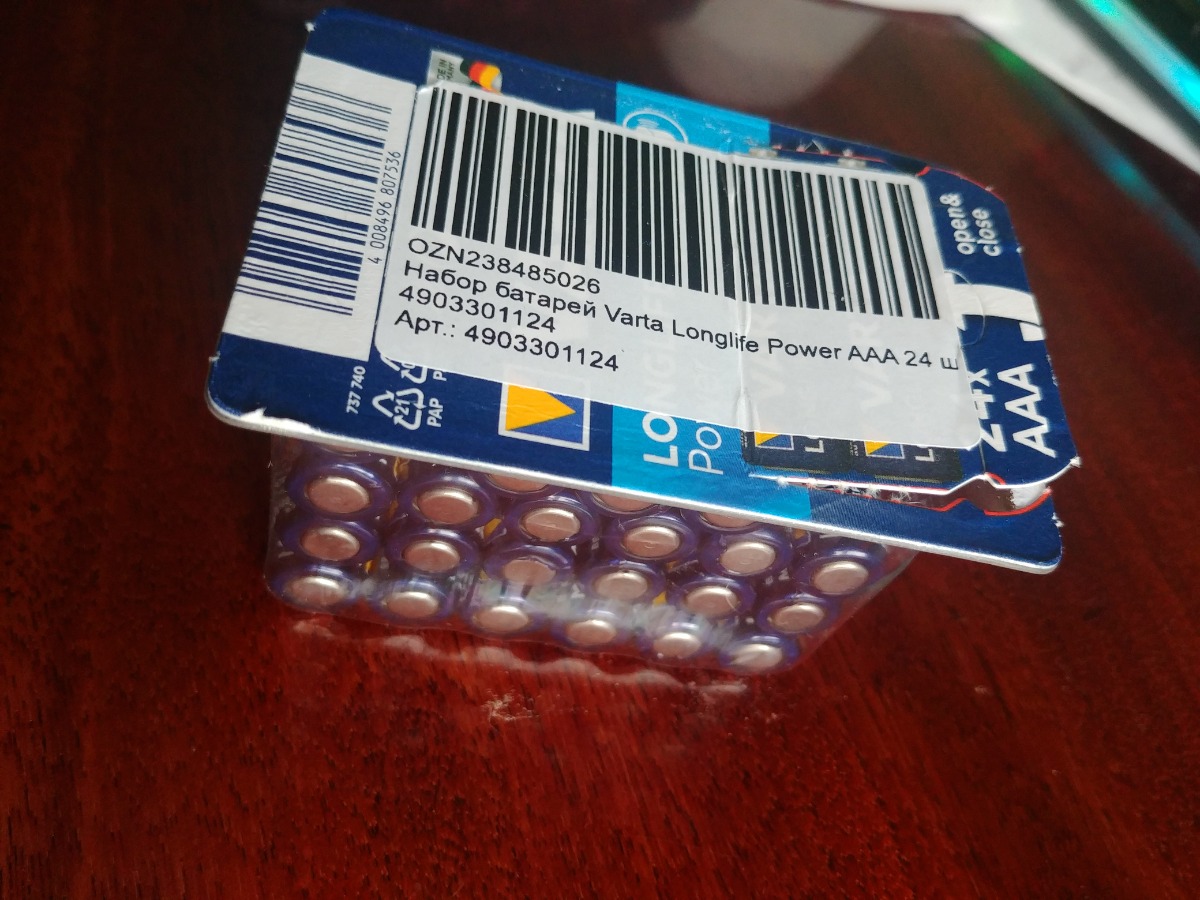 4 008496 807536
OZN238485026
Набор батарей Varta Longlife Power AAA 24 ш
4903301124
Арт.: 4903301124
open&
close
24x
AAA
737 740
21
PAP
LO
Po